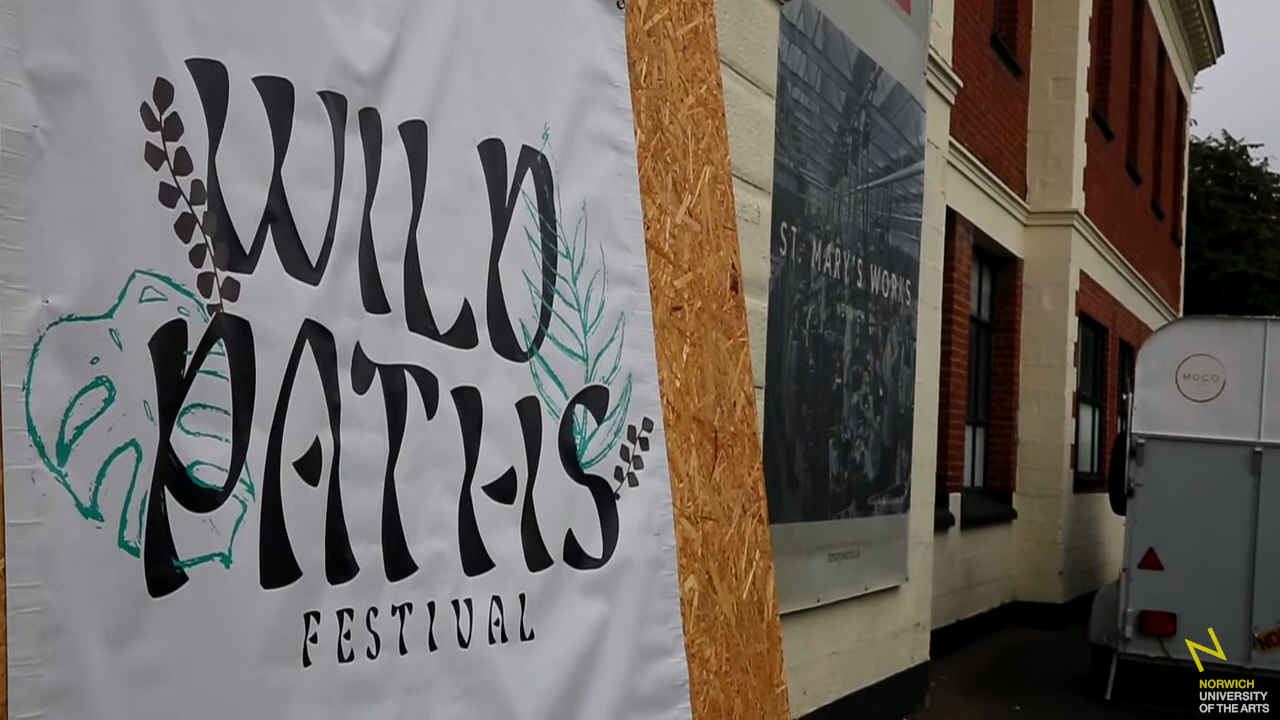 WILD
PATHS
FESTIVAL
ST. MARY'S WORKS
MOCO
NORWICH
UNIVERSITY
OF THE ARTS